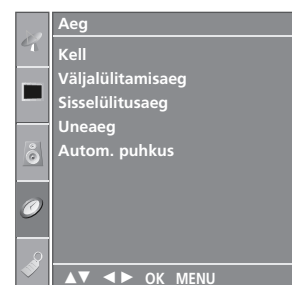 Aeg
Kell
Väljalülitamisaeg
Sisselülitusaeg
Uneaeg
Autom. puhkus
▲▼ ◄► OK MENU